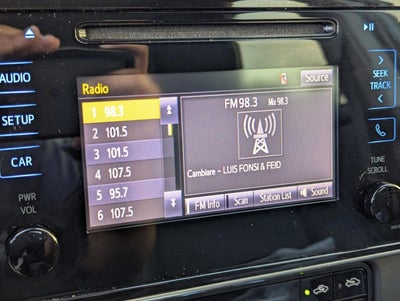 AUDIO
SETUP
CAR
PWR
VOL
Radio
Source
1 98.3
2 101.5
3 101.5
4 107.5
5 95.7
6 107.5
FM 98.3 Mix 98.3
Cambiare - LUIS FONSI & FEID
FM Info
Scan
Station List
Sound
SEEK
TRACK
TUNE
SCROLL